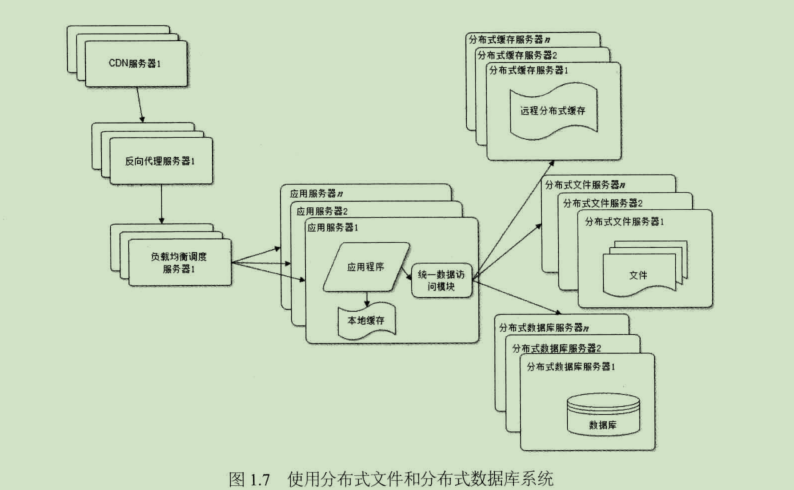 CDN服务器1
反向代理服务器1
负载均衡调度
服务器1
应用服务器n
应用服务器2
应用服务器1
应用程序
统一数据访
问模块
本地缓存
分布式缓存服务器n
分布式缓存服务器2
分布式缓存服务器1
远程分布式缓存
分布式文件服务器n
分布式文件服务器2
分布式文件服务器1
文件
分布式数据库服务器n
分布式数据库服务器2
分布式数据库服务器1
数据库
图 1.7 使用分布式文件和分布式数据库系统